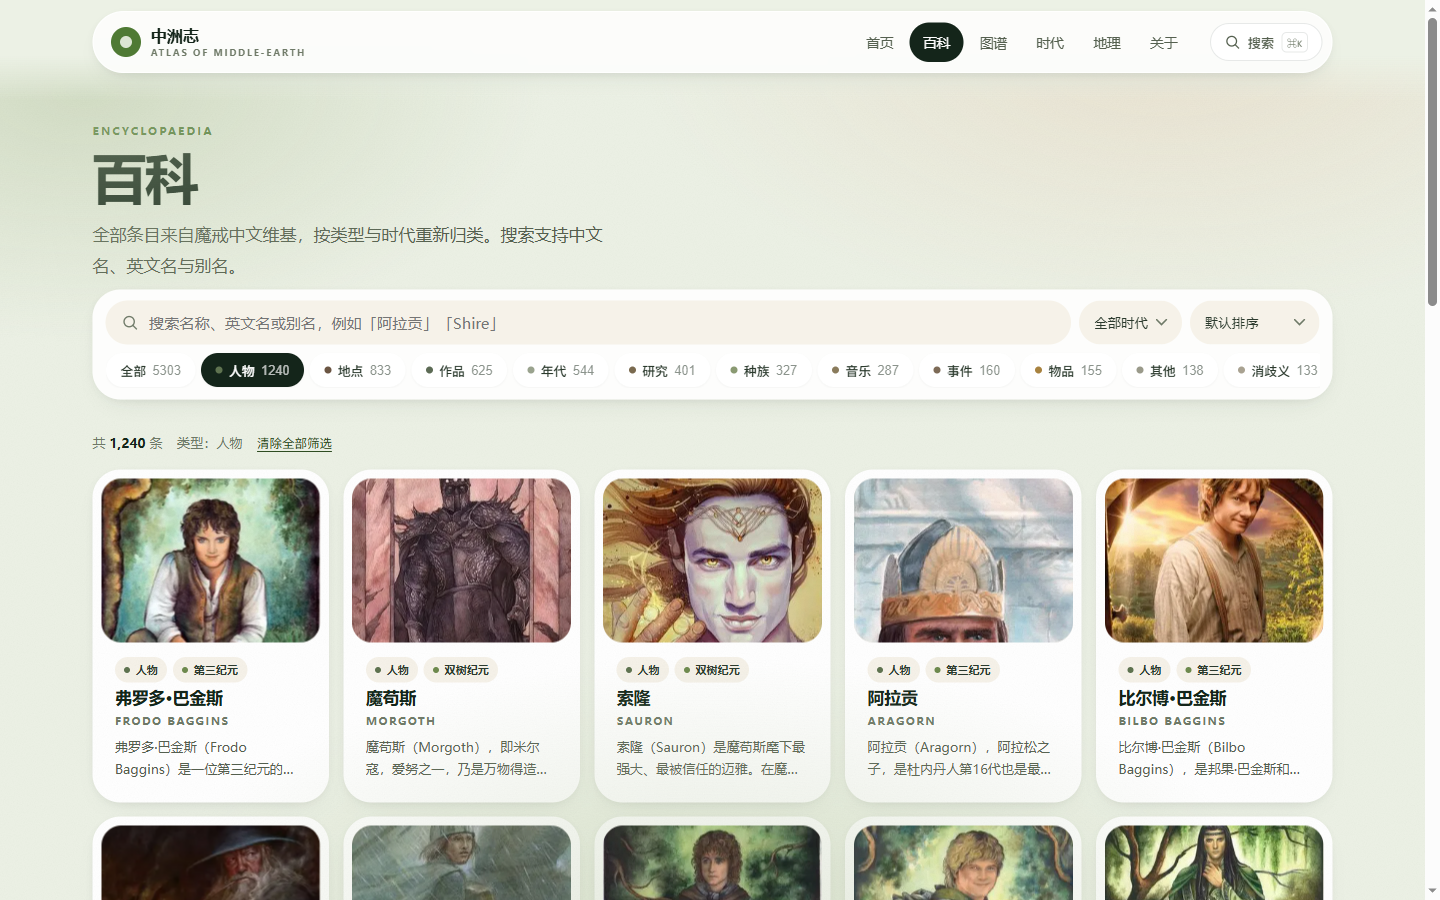 中洲志
ATLAS OF MIDDLE-EARTH
首页 百科 图谱 时代 地理 关于 搜索 ⌘K
ENCYCLOPAEDIA
百科
全部条目来自魔戒中文维基，按类型与时代重新归类。搜索支持中文
名、英文名与别名。
搜索名称、英文名或别名，例如「阿拉贡」「Shire」 全部时代 默认排序
全部 5303 人物 1240 地点 833 作品 625 年代 544 研究 401 种族 327 音乐 287 事件 160 物品 155 其他 138 消歧义 133
共 1,240 条 类型：人物 清除全部筛选
人物 第三纪元
弗罗多·巴金斯
FRODO BAGGINS
弗罗多·巴金斯（Frodo
Baggins）是一位第三纪元的...
人物 双树纪元
魔苟斯
MORGOTH
魔苟斯（Morgoth），即米尔
寇，爱努之一，乃是万物得造...
人物 双树纪元
索隆
SAURON
索隆（Sauron）是魔苟斯麾下最
强大、最被信任的迈雅。在魔...
人物 第三纪元
阿拉贡
ARAGORN
阿拉贡（Aragorn），阿拉松之
子，是杜内丹人第16代也是最...
人物 第三纪元
比尔博·巴金斯
BILBO BAGGINS
比尔博·巴金斯（Bilbo
Baggins），是邦果·巴金斯和...